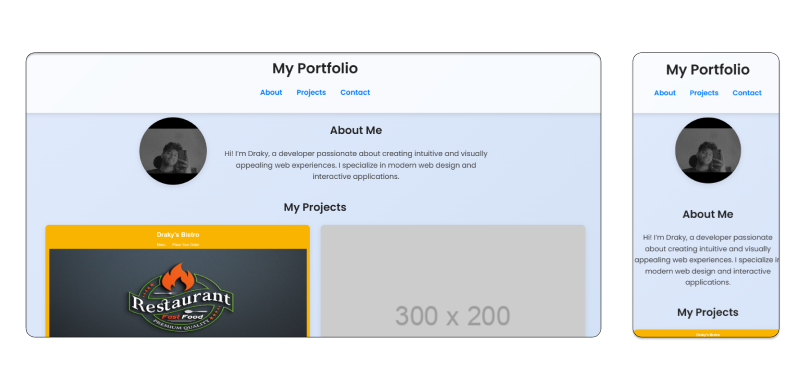 My Portfolio
About Projects Contact
About Me
Hi! I'm Draky, a developer passionate about creating intuitive and visually
appealing web experiences. I specialize in modern web design and
interactive applications.
My Projects
Draky's Bistro
Place Your Order
Restaurant
Fast Food
PREMIUM QUALITY
300 x 200
My Portfolio
About Projects Contact
About Me
Hi! I'm Draky, a developer passionate
about creating intuitive and visually
appealing web experiences. I specialize in
modern web design and interactive
applications.
My Projects
Draky's Bistro